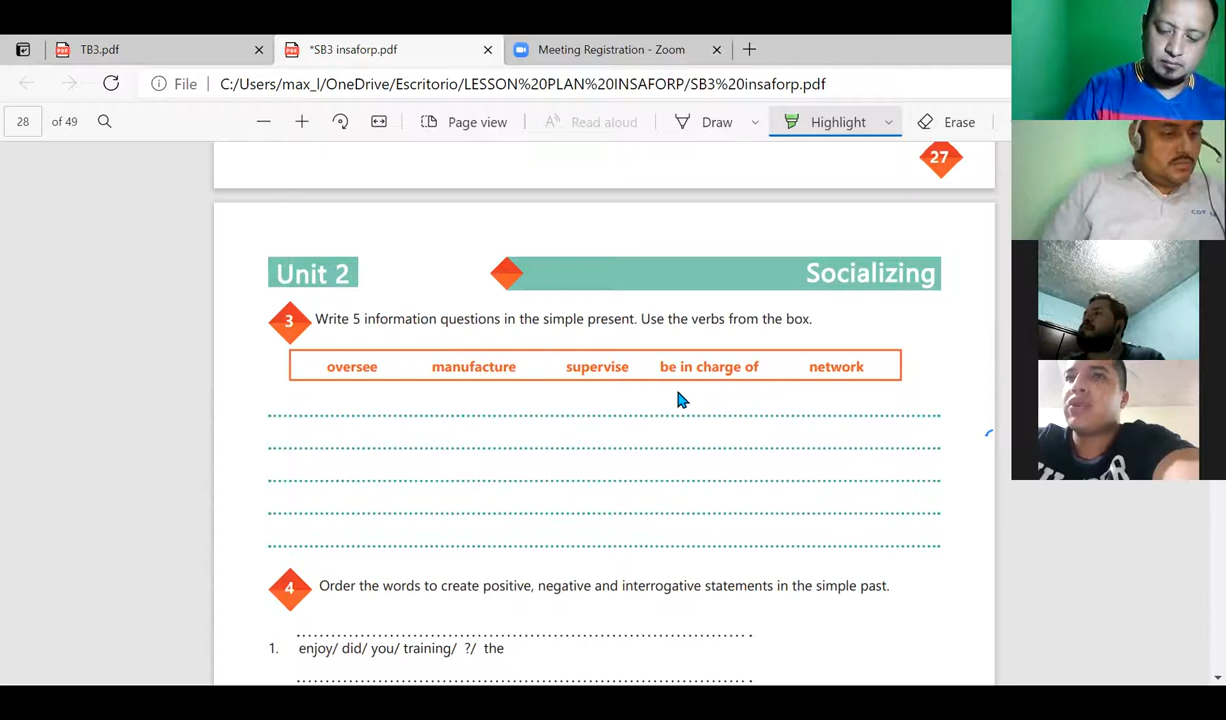 TB3.pdf
*SB3 insaforp.pdf
Meeting Registration - Zoom
File C:/Users/max_l/OneDrive/Escritorio/LESSON%20PLAN%20INSAFORP/SB3%20insaforp.pdf
28 of 49 Page view Read aloud Draw Highlight Erase
27
Unit 2 Socializing
3 Write 5 information questions in the simple present. Use the verbs from the box.
oversee manufacture supervise be in charge of network
4 Order the words to create positive, negative and interrogative statements in the simple past.
1. enjoy/ did/ you/ training/ ?/ the